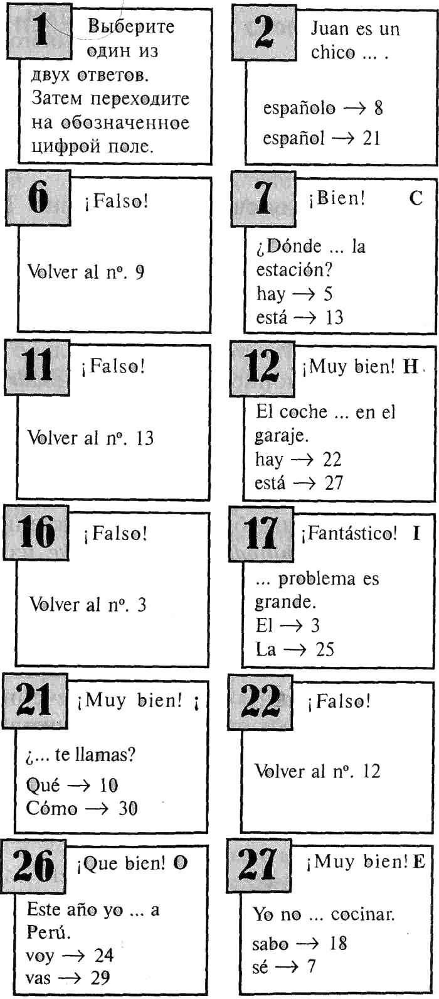 1
Выберите
один из
двух ответов.
Затем переходите
на обозначенное
цифрой поле.
2
Juan es un
chico ... .
españolo → 8
español → 21
6
¡Falso!
Volver al nº. 9
7
¡Bien! C
¿Dónde ... la
estación?
hay → 5
está → 13
11
¡Falso!
Volver al nº. 13
12
¡Muy bien! H
El coche ... en el
garaje.
hay → 22
está → 27
16
¡Falso!
Volver al nº. 3
17
¡Fantástico! I
... problema es
grande.
El → 3
La → 25
21
¡Muy bien! ¡
¿... te llamas?
Qué → 10
Cómo → 30
22
¡Falso!
Volver al nº. 12
26
¡Que bien! O
Este año yo ... a
Perú.
voy → 24
vas → 29
27
¡Muy bien! E
Yo no ... cocinar.
sabo → 18
sé → 7